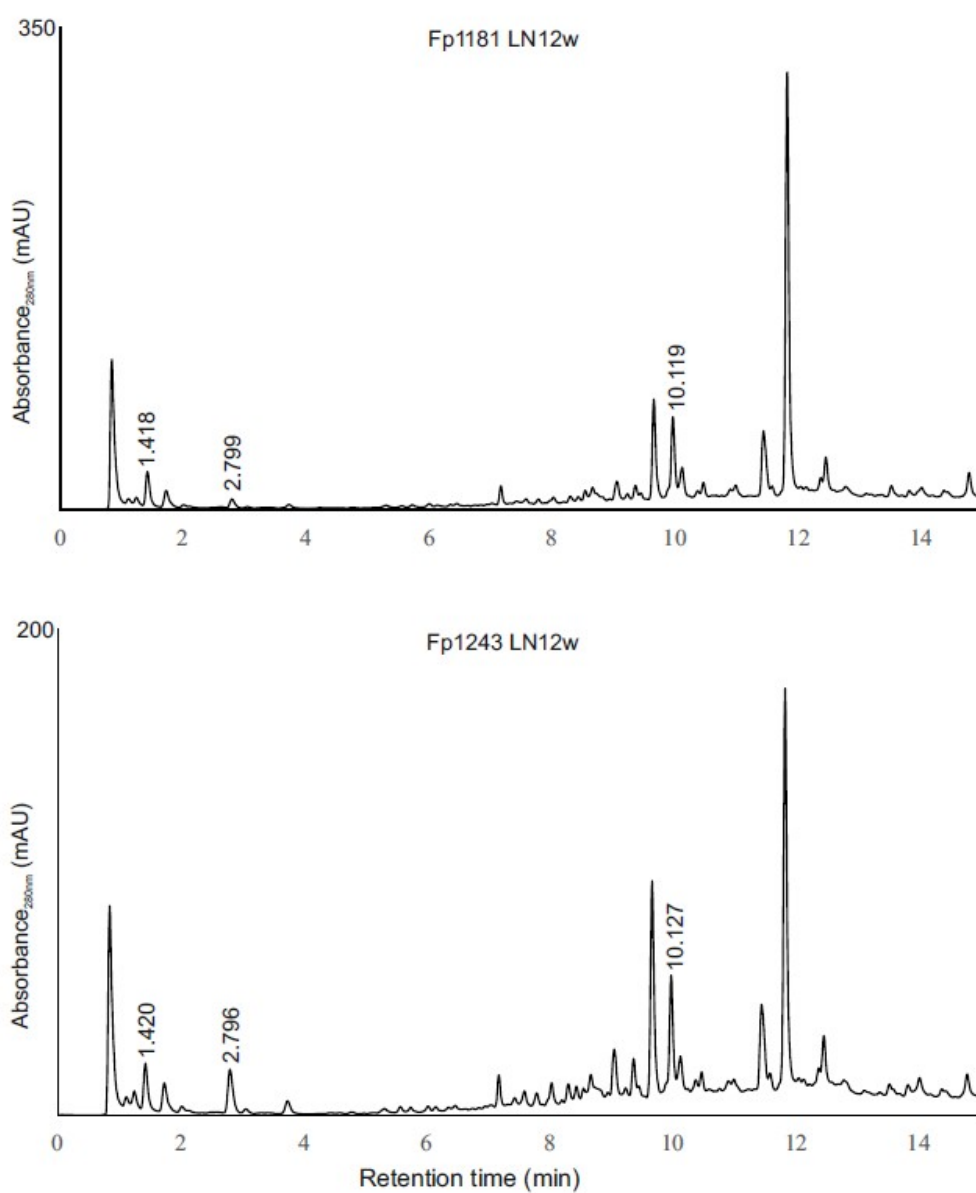 350
Fp1181 LN12w
Absorbance280nm (mAU)
1.418
2.799
10.119
0 2 4 6 8 10 12 14
200
Fp1243 LN12w
Absorbance280nm (mAU)
1.420
2.796
10.127
0 2 4 6 8 10 12 14
Retention time (min)